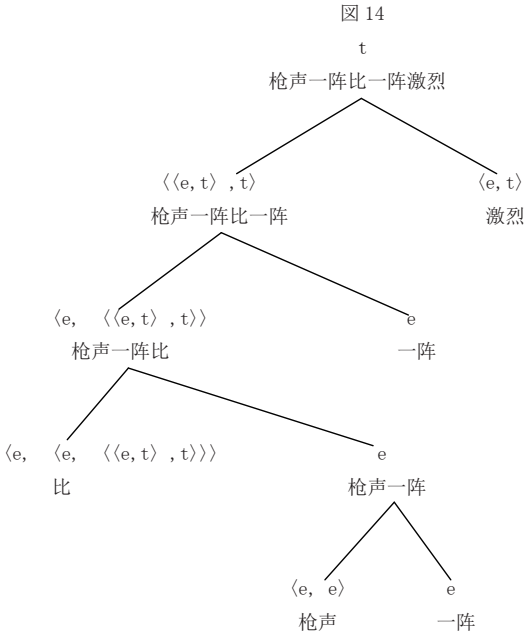 図 14
t
枪声一阵比一阵激烈
〈〈e,t〉,t〉 〈e,t〉
枪声一阵比一阵 激烈
〈e, 〈〈e,t〉,t〉〉 e
枪声一阵比 一阵
〈e, 〈e, 〈〈e,t〉,t〉〉〉 e
比 枪声一阵
〈e, e〉 e
枪声 一阵